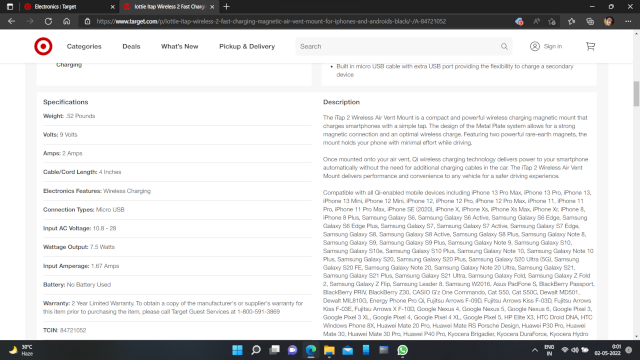 Electronics : Target
iottie Itap Wireless 2 Fast Charg
https://www.target.com/p/iottie-itap-wireless-2-fast-charging-magnetic-air-vent-mount-for-iphones-and-androids-black/-/A-84721052
Categories Deals What's New Pickup & Delivery Search Sign in
Charging
Built in micro USB cable with extra USB port providing the flexibility to charge a secondary
device
Specifications
Weight: .52 Pounds
Volts: 9 Volts
Amps: 2 Amps
Cable/Cord Length: 4 Inches
Electronics Features: Wireless Charging
Connection Types: Micro USB
Input AC Voltage: 10.8 - 28
Wattage Output: 7.5 Watts
Input Amperage: 1.67 Amps
Battery: No Battery Used
Warranty: 2 Year Limited Warranty. To obtain a copy of the manufacturer's or supplier's warranty for
this item prior to purchasing the item, please call Target Guest Services at 1-800-591-3869
TCIN: 84721052
Description
The iTap 2 Wireless Air Vent Mount is a compact and powerful wireless charging magnetic mount that
charges smartphones with a simple tap. The design of the Metal Plate system allows for a strong
magnetic connection and an optimal wireless charge. Featuring two powerful rare-earth magnets, the
mount holds your phone with minimal effort while driving.
Once mounted onto your air vent, Qi wireless charging technology delivers power to your smartphone
automatically without the need for additional charging cables in the car. The iTap 2 Wireless Air Vent
Mount delivers performance and convenience to any vehicle for a safer driving experience.
Compatible with all Qi-enabled mobile devices including iPhone 13 Pro Max, iPhone 13 Pro, iPhone 13,
iPhone 13 Mini, iPhone 12 Mini, iPhone 12, iPhone 12 Pro, iPhone 12 Pro Max, iPhone 11, iPhone 11
Pro, iPhone 11 Pro Max, iPhone SE (2020), iPhone X, iPhone Xs, iPhone Xs Max, iPhone Xr, iPhone 8,
iPhone 8 Plus, Samsung Galaxy S6, Samsung Galaxy S6 Active, Samsung Galaxy S6 Edge, Samsung
Galaxy S6 Edge Plus, Samsung Galaxy S7, Samsung Galaxy S7 Active, Samsung Galaxy S7 Edge,
Samsung Galaxy S8, Samsung Galaxy S8 Active, Samsung Galaxy S8 Plus, Samsung Galaxy Note 8,
Samsung Galaxy S9, Samsung Galaxy S9 Plus, Samsung Galaxy Note 9, Samsung Galaxy S10,
Samsung Galaxy S10e, Samsung Galaxy S10 Plus, Samsung Galaxy Note 10, Samsung Galaxy Note 10
Plus, Samsung Galaxy S20, Samsung Galaxy S20 Plus, Samsung Galaxy S20 Ultra (5G), Samsung Galaxy
S20 FE, Samsung Galaxy Note 20, Samsung Galaxy Note 20 Ultra, Samsung Galaxy S21,
Samsung Galaxy S21 Plus, Samsung Galaxy S21 Ultra, Samsung Galaxy Fold, Samsung Galaxy Z Fold
2, Samsung Galaxy Z Flip, Samsung Leader 8, Samsung W2016, Asus PadFone S, BlackBerry Passport,
BlackBerry PRIV, BlackBerry Z30, CASIO G'z One Commando, Cat S50, Cat S50C, Dewalt MD501,
Dewalt MIL810G, Energy Phone Pro Qi, Fujitsu Arrows F-09D, Fujitsu Arrows Kiss F-03D, Fujitsu
Arrows Kiss F-03E, Fujitsu Arrows X F-10D, Google Nexus 4, Google Nexus 5, Google Nexus 6, Google Pixel 3,
Google Pixel 3 XL, Google Pixel 4, Google Pixel 4 XL, Google Pixel 5, HP Elite X3, HTC Droid DNA, HTC
Windows Phone 8X, Huawei Mate 20 Pro, Huawei Mate RS Porsche Design, Huawei P30 Pro, Huawei
Mate 30, Huawei Mate 30 Pro, Huawei P40 Pro, Kyocera Brigadier, Kyocera DuraForce, Kyocera Hydro
30°C
Haze
ENG
IN
0:01
02-05-2022